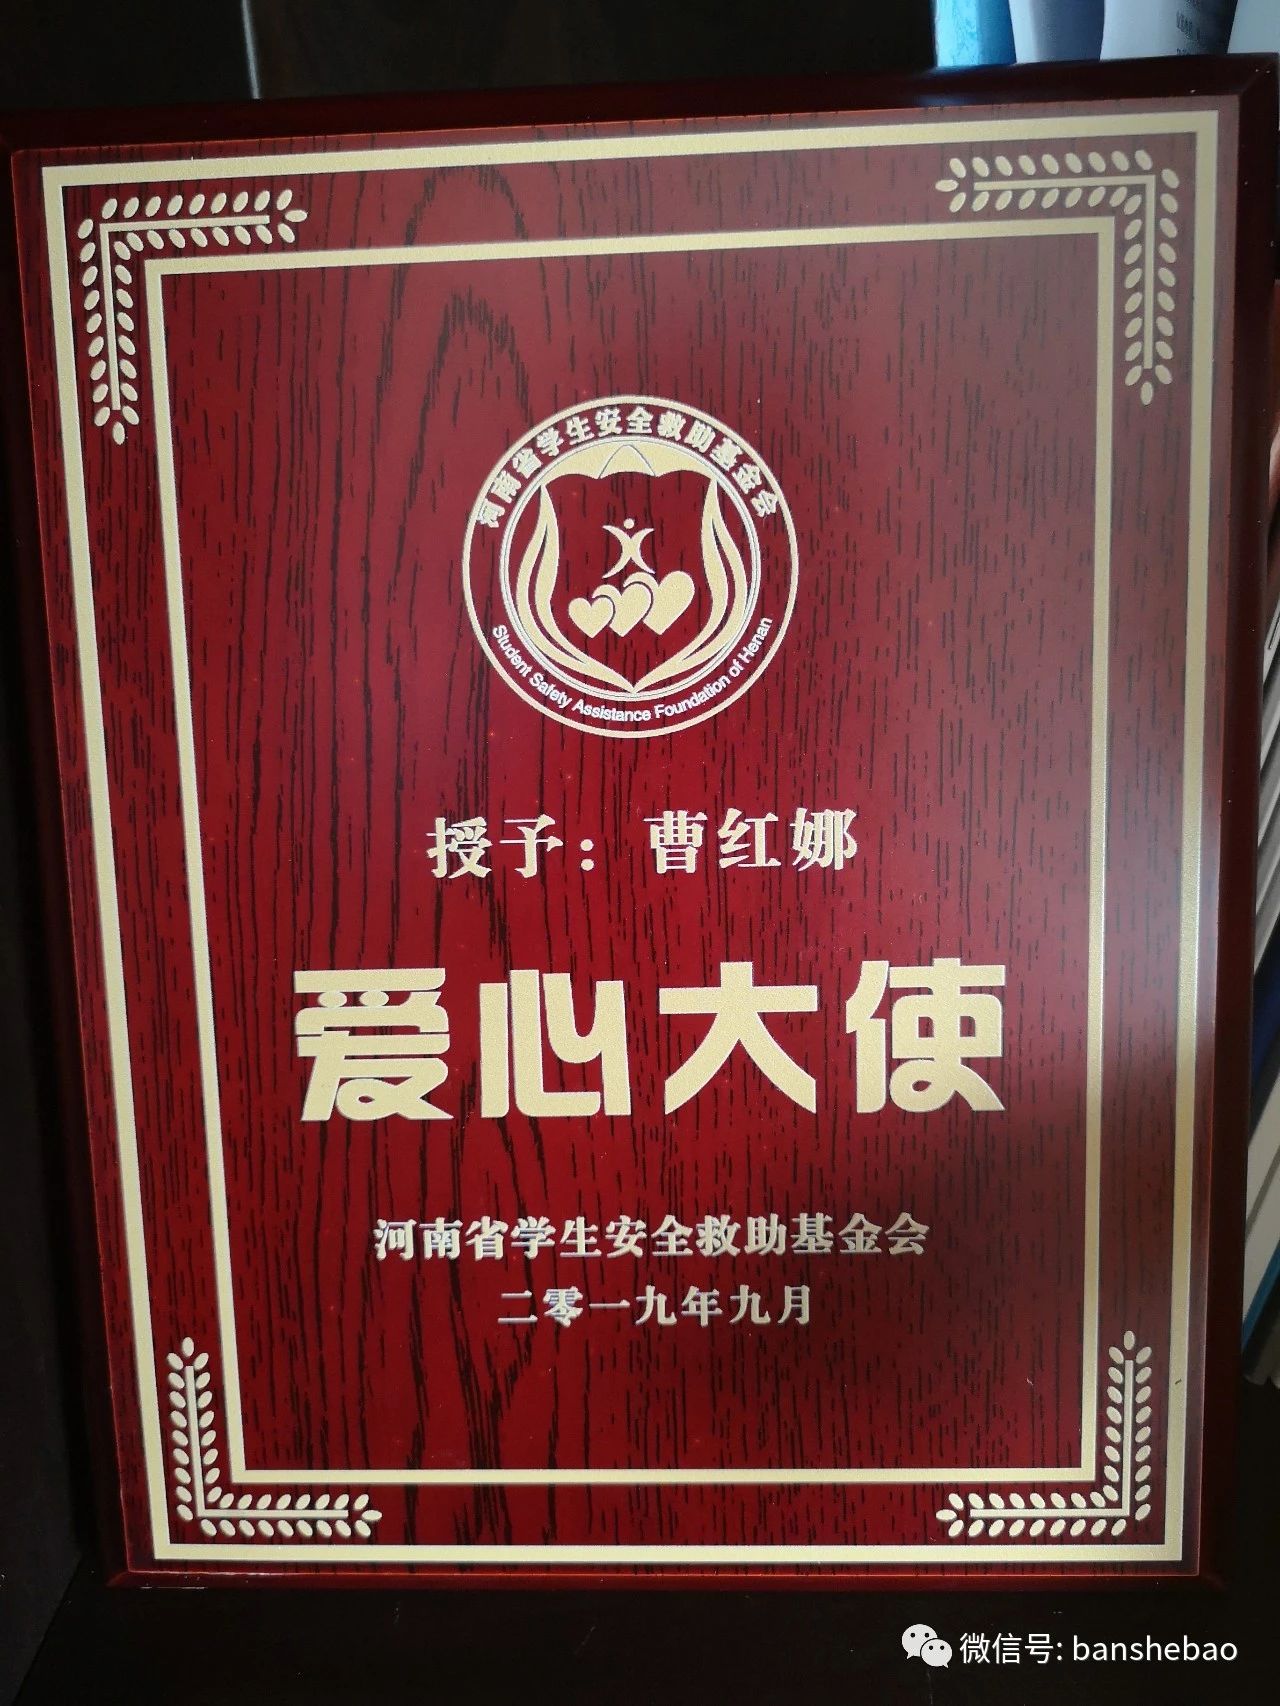 河南省学生安全救助基金会
Student Safety Assistance Foundation of Henan
授予：曹红娜
爱心大使
河南省学生安全救助基金会
二零一九年九月
微信号: banshebao